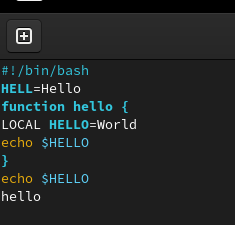 #!/bin/bash
HELL=Hello
function hello {
LOCAL HELLO=World
echo $HELLO
}
echo $HELLO
hello